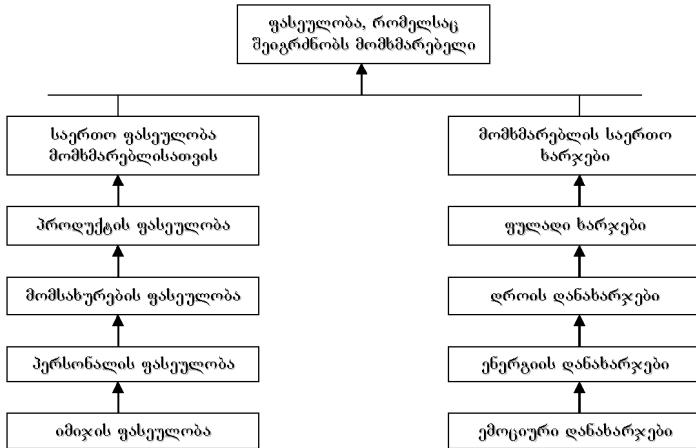 ფასეულობა, რომელსაც
შეიგრძნობს მომხმარებელი
საერთო ფასეულობა
მომხმარებლისათვის
პროდუქტის ფასეულობა
მომსახურების ფასეულობა
პერსონალის ფასეულობა
იმიჯის ფასეულობა
მომხმარებლის საერთო
ხარჯები
ფულადი ხარჯები
დროის დანახარჯები
ენერგიის დანახარჯები
ემოციური დანახარჯები